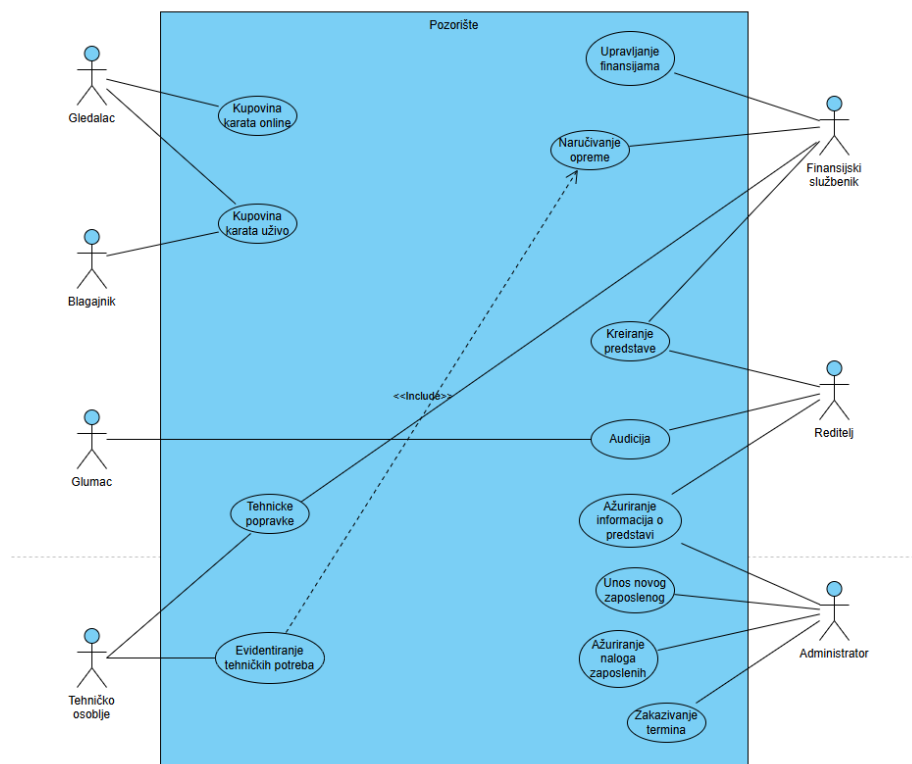 Pozorište
Gledalac
Kupovina
karata online
Upravljanje
finansijama
Naručivanje
opreme
Finansijski
službenik
Kupovina
karata uživo
Blagajnik
Kreiranje
predstave
<<Include>>
Reditelj
Glumac
Audicija
Tehnicke
popravke
Ažuriranje
informacija o
predstavi
Unos novog
zaposlenog
Administrator
Tehničko
osoblje
Evidentiranje
tehničkih potreba
Ažuriranje
naloga
zaposlenih
Zakazivanje
termina